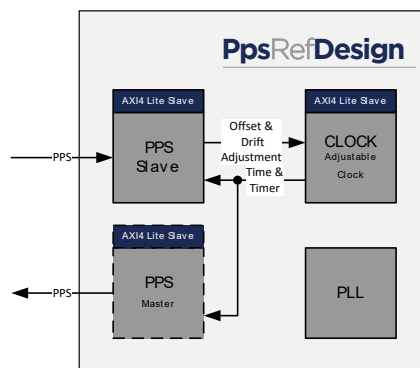 PpsRefDesign
AXI4 Lite Slave
PPS
Slave
Offset &
Drift
Adjustment
Time &
Timer
AXI4 Lite Slave
CLOCK
Adjustable
Clock
PPS
AXI4 Lite Slave
PPS
Master
PPS
PLL